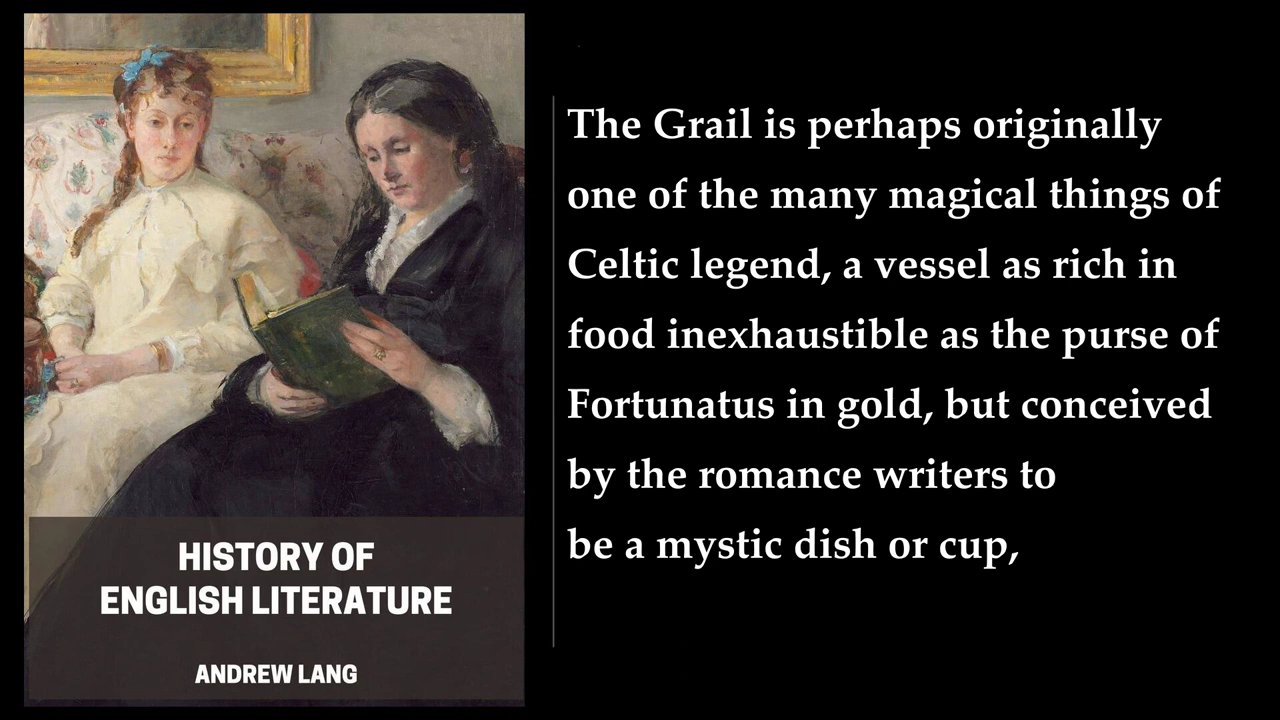 HISTORY OF
ENGLISH LITERATURE
ANDREW LANG
The Grail is perhaps originally
one of the many magical things of
Celtic legend, a vessel as rich in
food inexhaustible as the purse of
Fortunatus in gold, but conceived
by the romance writers to
be a mystic dish or cup,